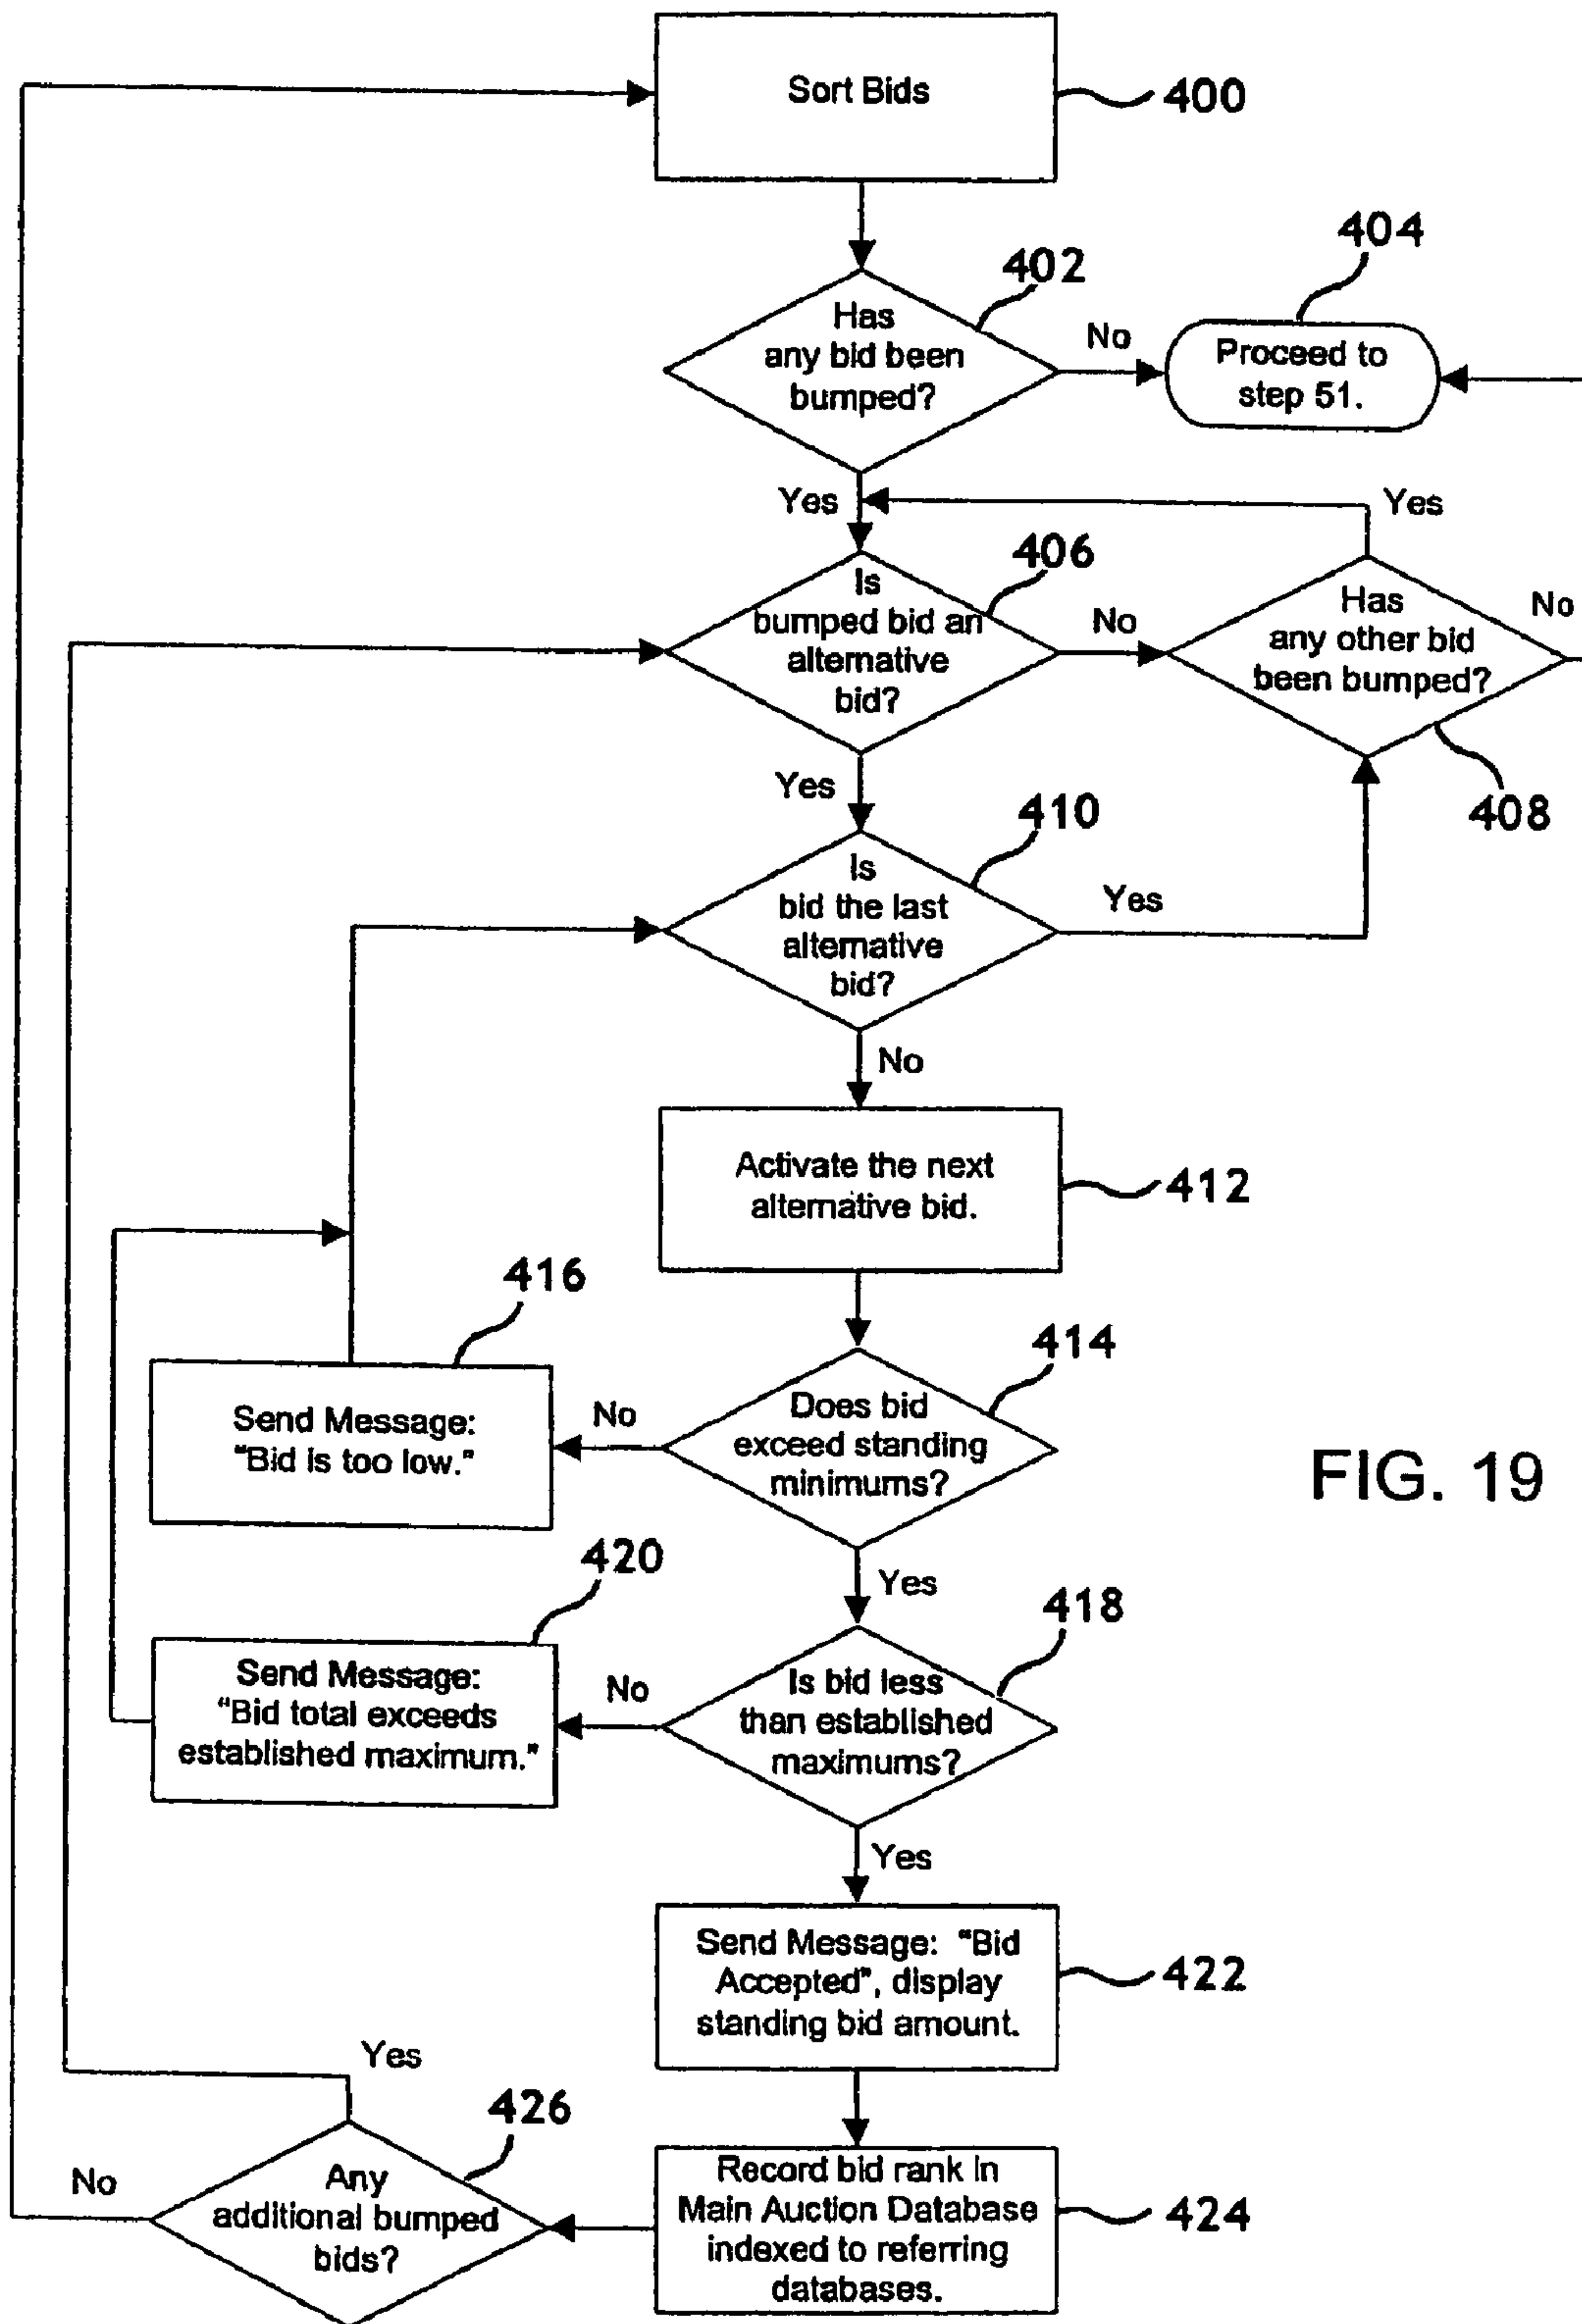 Sort Bids
400
404
402
Has
any bid been
bumped?
No
Proceed to
step 51.
Yes
Yes
406
Is
bumped bid an
alternative
bid?
No
Has
any other bid
been bumped?
No
408
Yes
410
Is
bid the last
alternative
bid?
Yes
No
Activate the next
alternative bid.
412
416
414
Send Message:
"Bid is too low."
No
Does bid
exceed standing
minimums?
FIG. 19
420
Yes
418
Send Message:
"Bid total exceeds
established maximum."
No
Is bid less
than established
maximums?
Yes
Send Message: "Bid
Accepted", display
standing bid amount.
422
Yes
426
No
Any
additional bumped
bids?
Record bid rank in
Main Auction Database
indexed to referring
databases.
424